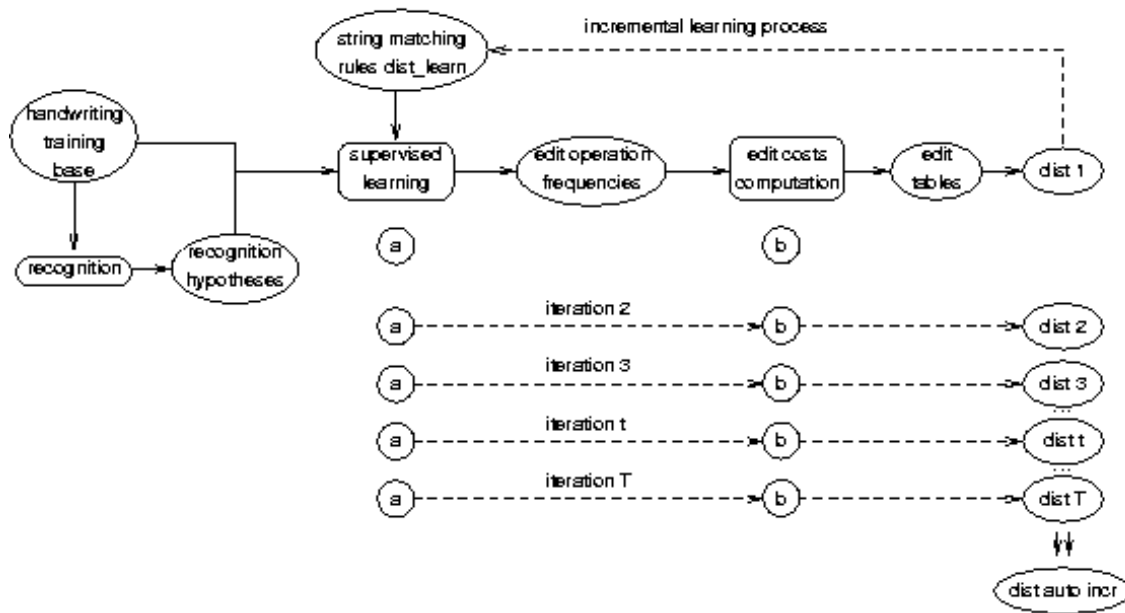 string matching
rules dist_learn
incremental learning process
handwriting
training
base
supervised
learning
edit operation
frequencies
edit costs
computation
edit
tables
dist 1
recognition
recognition
hypotheses
a
b
a
iteration 2
b
dist 2
a
iteration 3
b
dist 3
...
a
iteration t
b
dist t
...
a
iteration T
b
dist T
dist auto incr